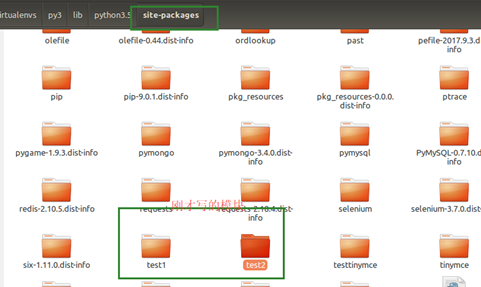 irtualenvs py3 lib python3.5 site-packages
olefile olefile-0.44.dist-info ordlookup past pefile-2017.9.3.d
info
pip pip-9.0.1.dist-info pkg_resources pkg_resources-0.0.0. ptrace
dist-info
pygame-1.9.3.dist-info pymongo pymongo-3.4.0.dist- pymysql PyMySQL-0.7.10.d
info info
刚才写的模块
redis-2.10.5.dist-info requests requests-2.18.4.dist- selenium selenium-3.7.0.dist-
info info
six-1.11.0.dist-info test1 test2 testtinymce tinymce